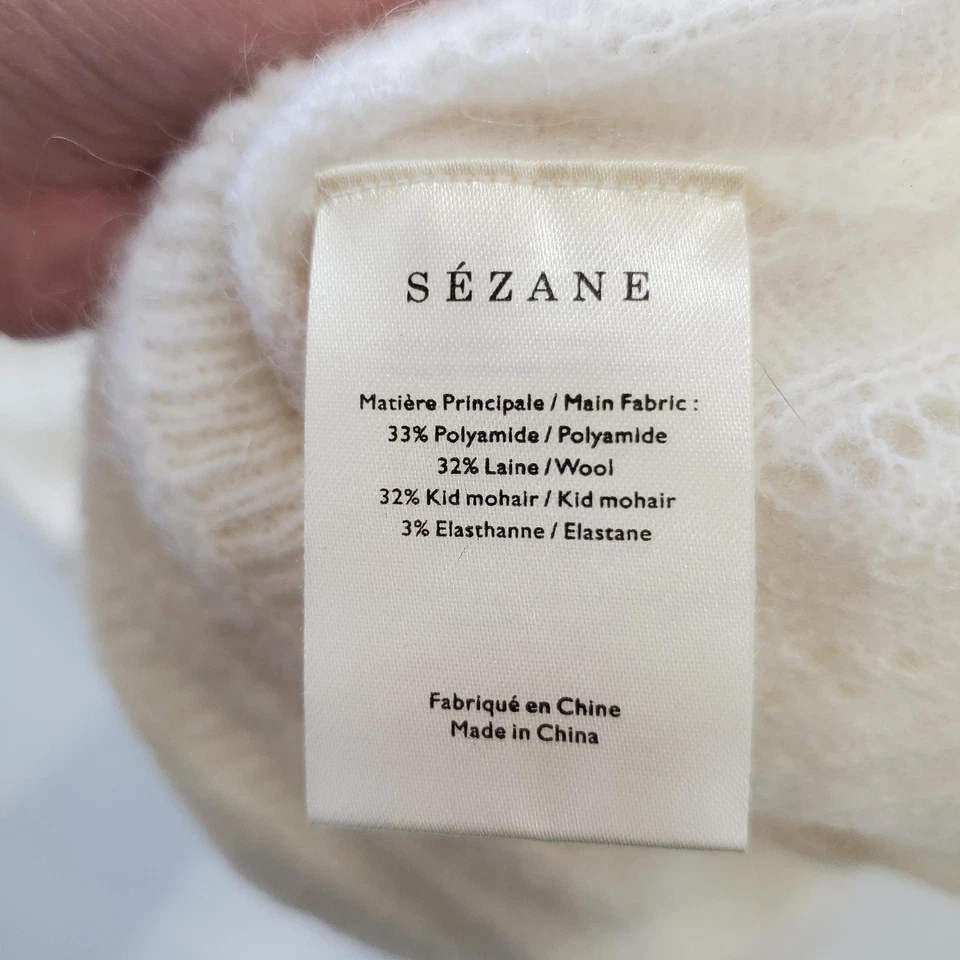 SÉZANE
Matière Principale / Main Fabric :
33% Polyamide / Polyamide
32% Laine / Wool
32% Kid mohair / Kid mohair
3% Elasthanne / Elastane
Fabriqué en Chine
Made in China